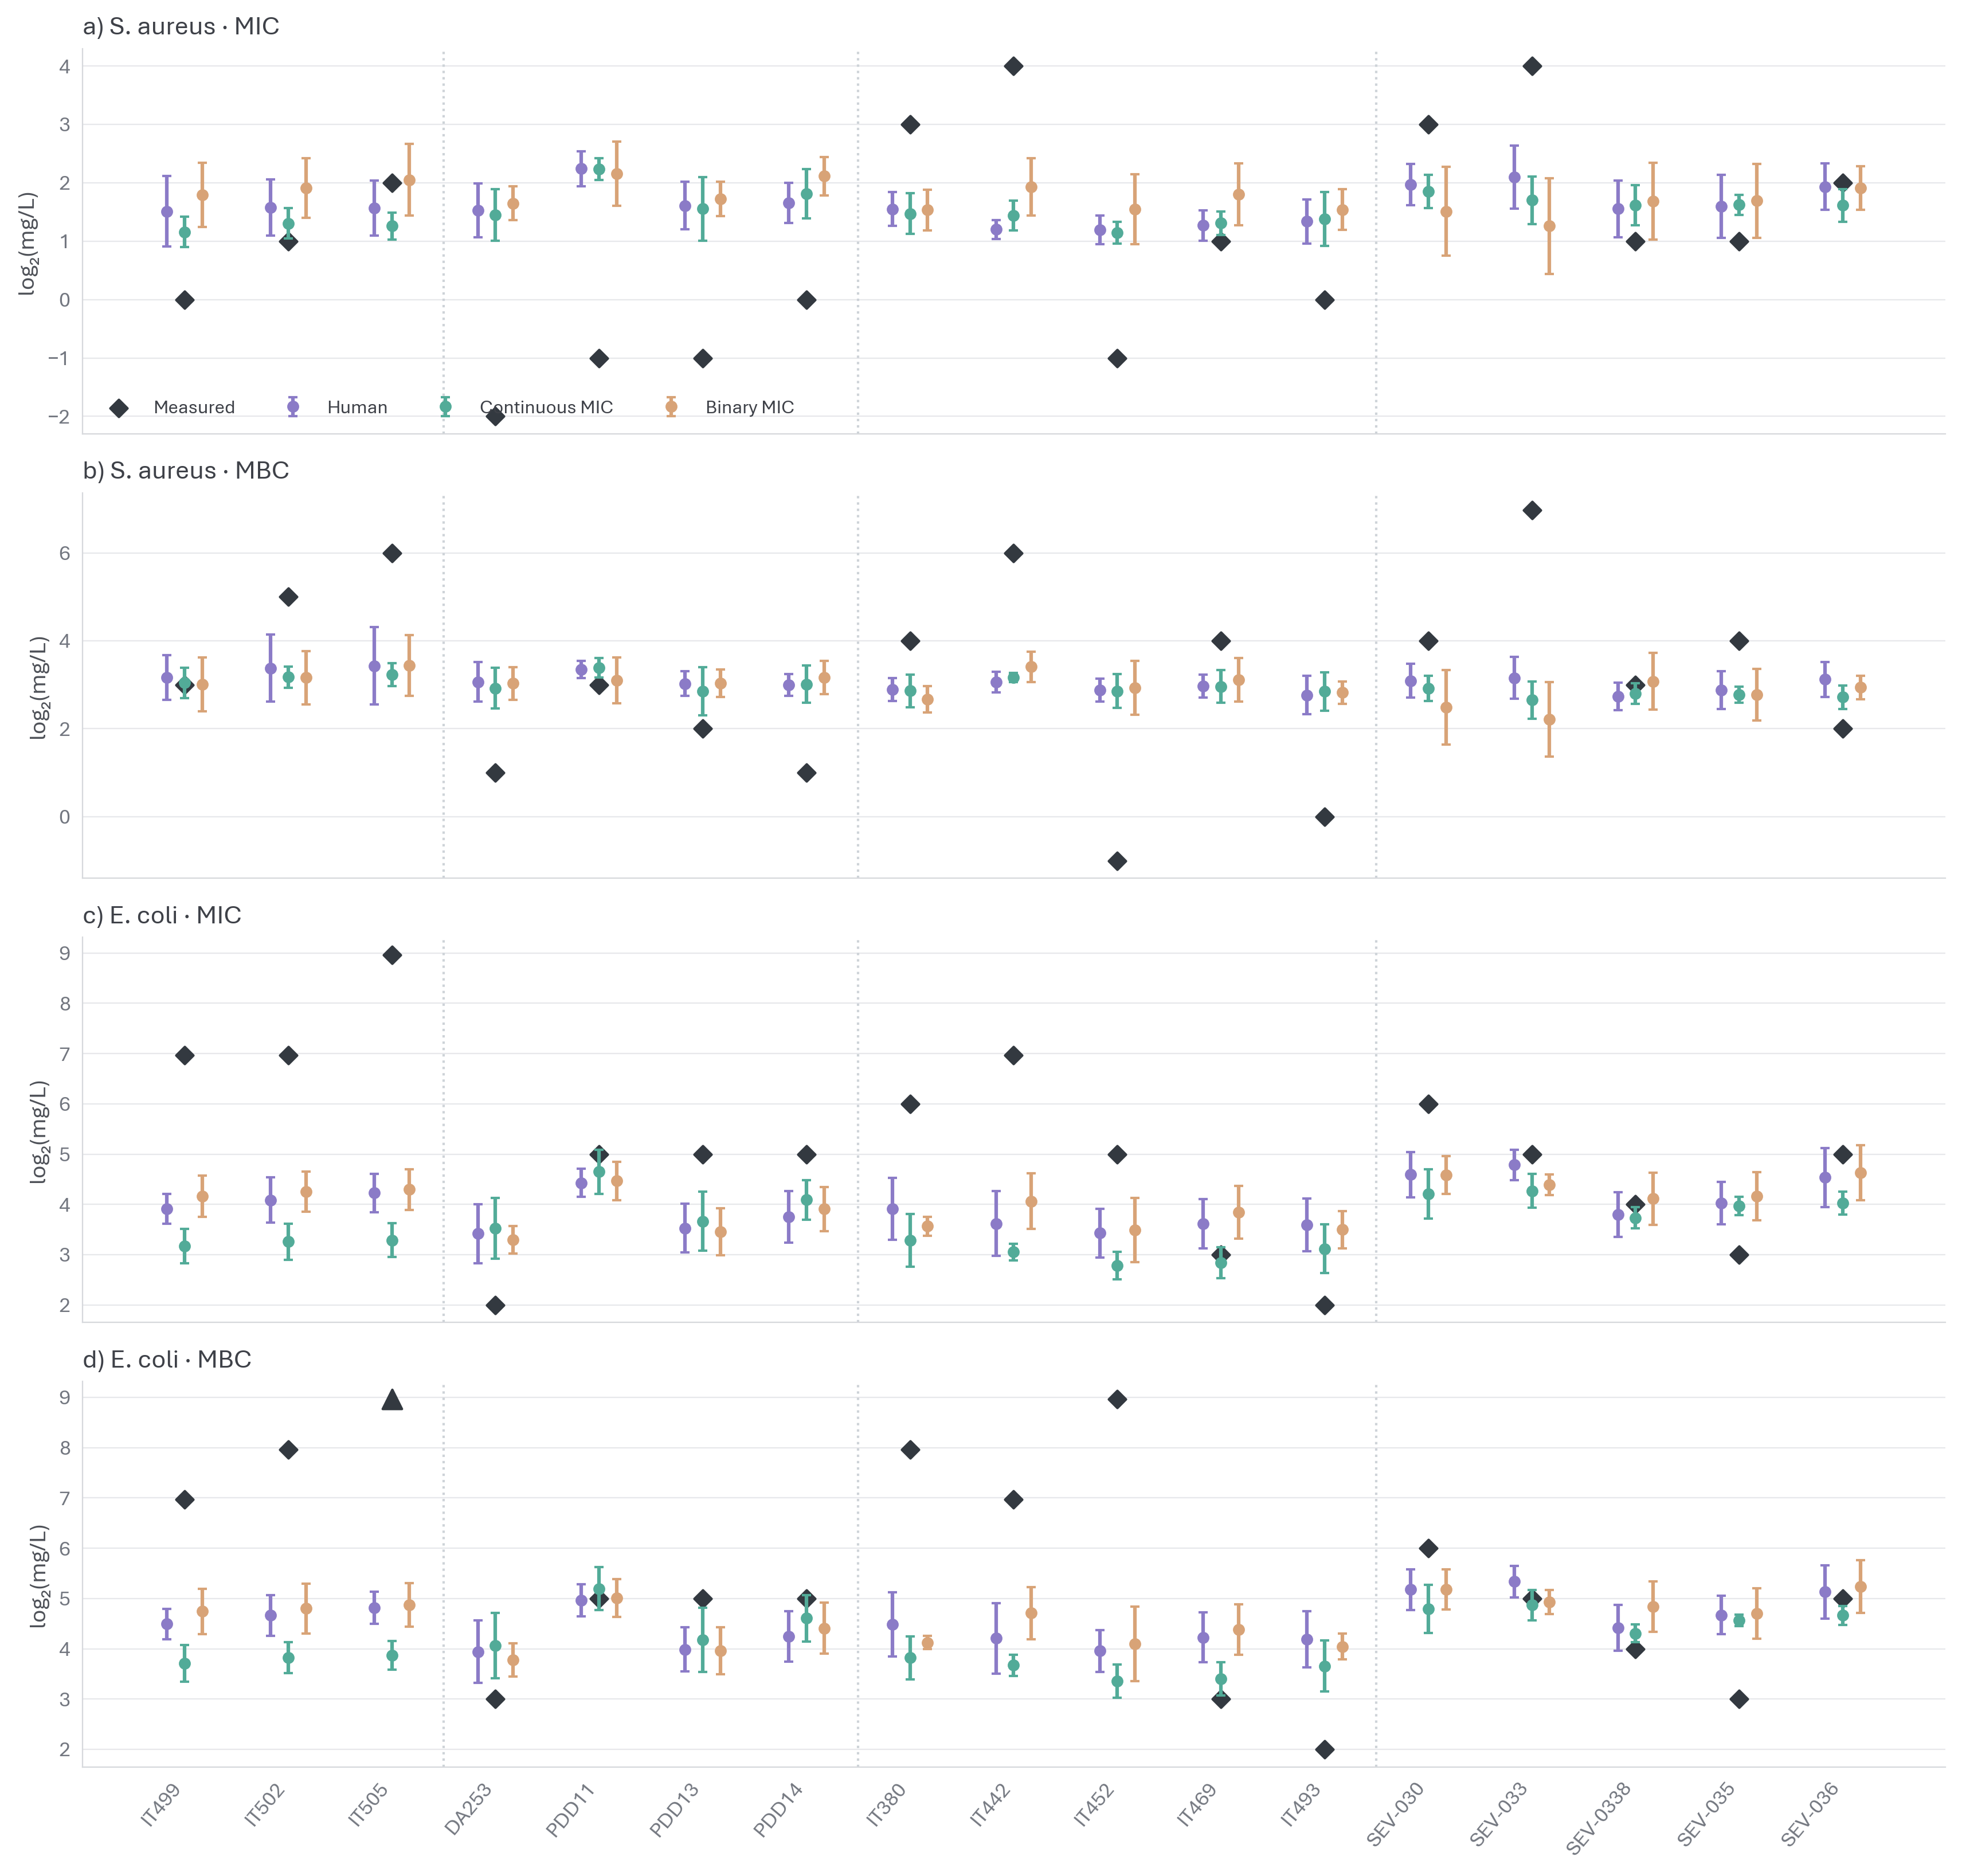 a) S. aureus · MIC
log₂(mg/L)
4
3
2
1
0
−1
−2
Measured Human Continuous MIC Binary MIC
b) S. aureus · MBC
log₂(mg/L)
6
4
2
0
c) E. coli · MIC
log₂(mg/L)
9
8
7
6
5
4
3
2
d) E. coli · MBC
log₂(mg/L)
9
8
7
6
5
4
3
2
IT499 IT502 IT505 DA253 PDD11 PDD13 PDD14 IT380 IT442 IT452 IT469 IT493 SEV-030 SEV-033 SEV-0338 SEV-035 SEV-036